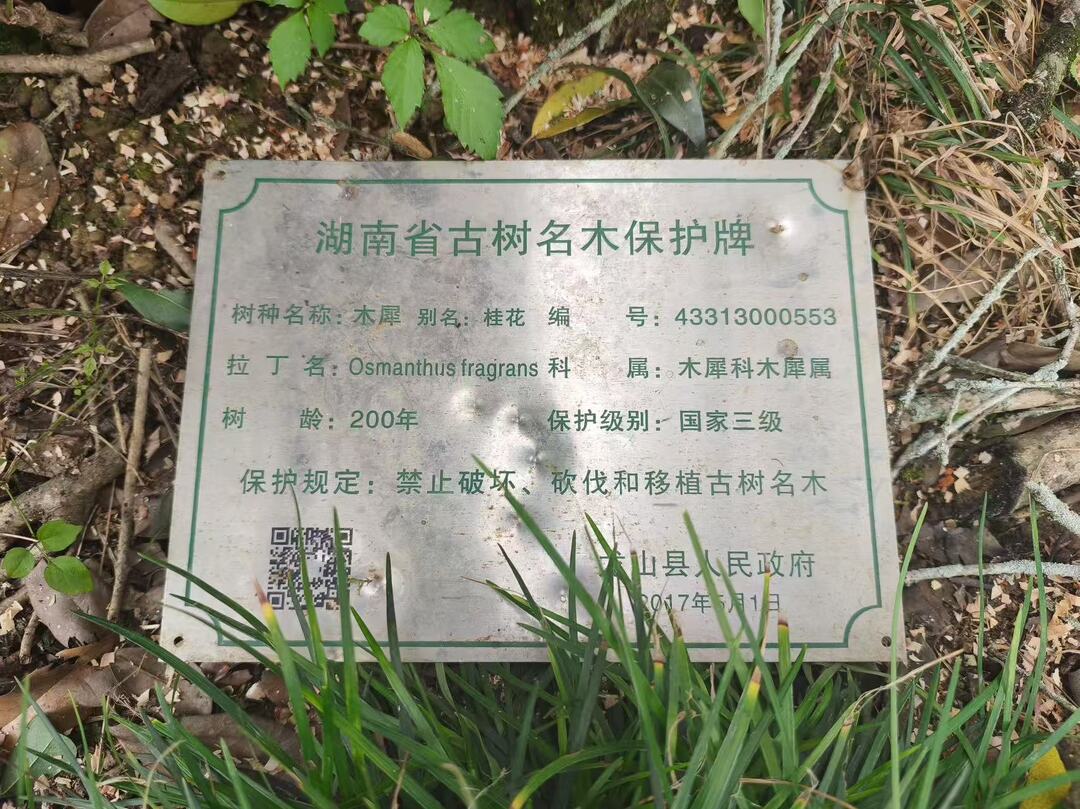 湖南省古树名木保护牌
树种名称：木犀 别名：桂花 编 号：43313000553
拉丁名：Osmanthus fragrans 科 属：木犀科木犀属
树 龄：200年 保护级别：国家三级
保护规定：禁止破坏、砍伐和移植古树名木
山县人民政府
2017年5月1日